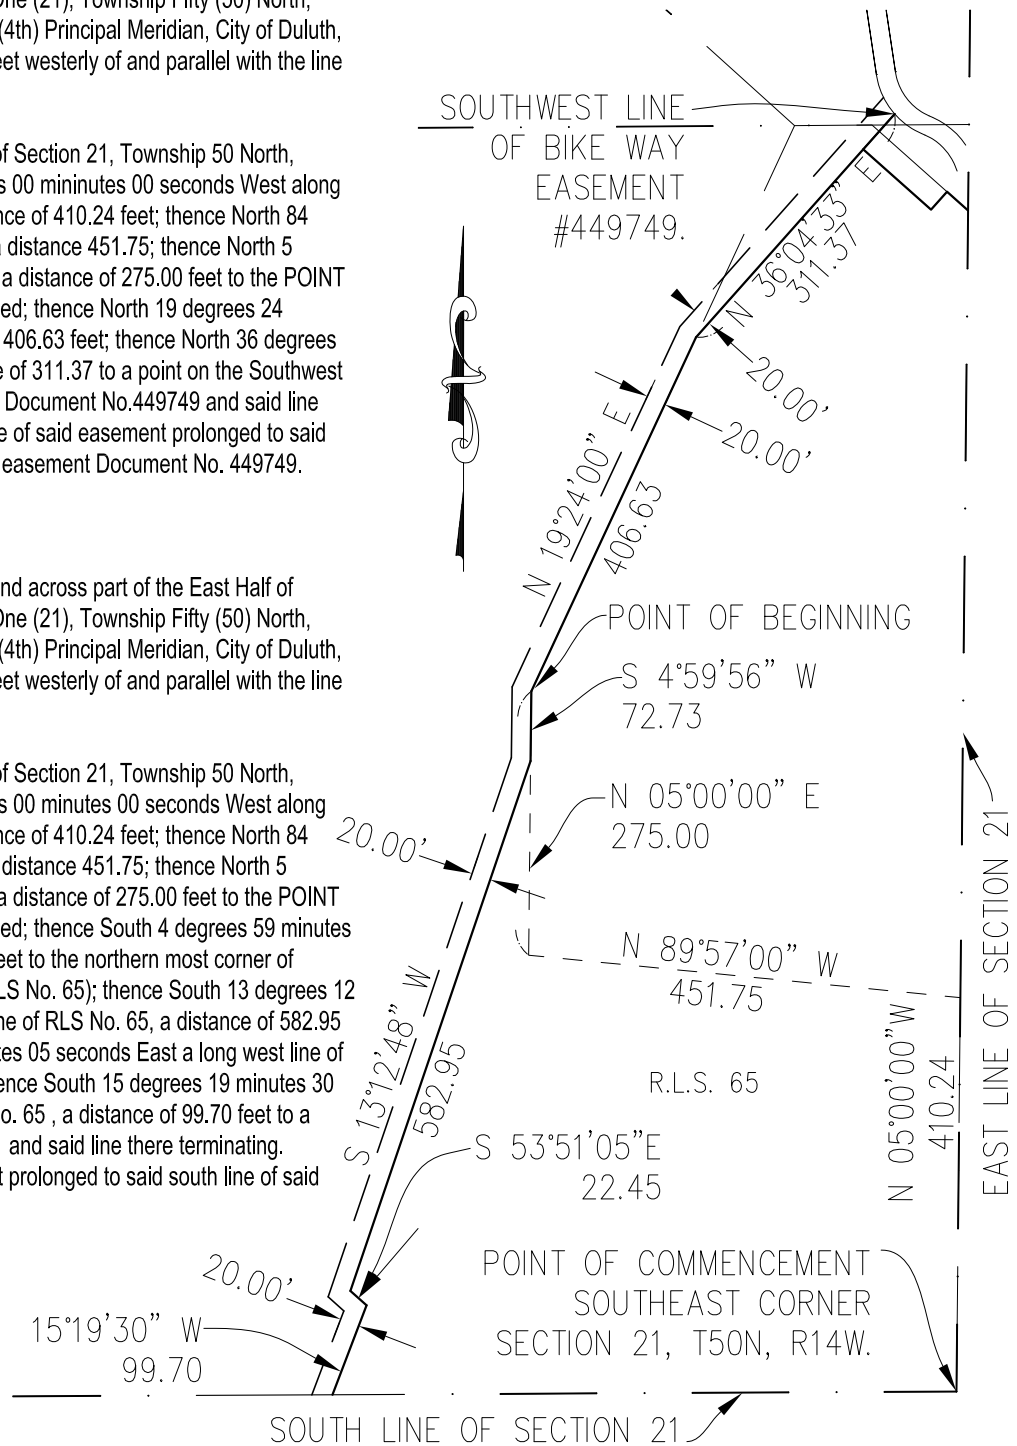 One (21), Township Fifty (50) North,
(4th) Principal Meridian, City of Duluth,
eet westerly of and parallel with the line
of Section 21, Township 50 North,
s 00 mininutes 00 seconds West along
nce of 410.24 feet; thence North 84
a distance 451.75; thence North 5
a distance of 275.00 feet to the POINT
ed; thence North 19 degrees 24
406.63 feet; thence North 36 degrees
e of 311.37 to a point on the Southwest
Document No.449749 and said line
e of said easement prolonged to said
easement Document No. 449749.
nd across part of the East Half of
One (21), Township Fifty (50) North,
(4th) Principal Meridian, City of Duluth,
eet westerly of and parallel with the line
of Section 21, Township 50 North,
s 00 minutes 00 seconds West along
nce of 410.24 feet; thence North 84
distance 451.75; thence North 5
a distance of 275.00 feet to the POINT
ed; thence South 4 degrees 59 minutes
eet to the northern most corner of
LS No. 65); thence South 13 degrees 12
ne of RLS No. 65, a distance of 582.95
tes 05 seconds East a long west line of
ence South 15 degrees 19 minutes 30
o. 65 , a distance of 99.70 feet to a
and said line there terminating.
t prolonged to said south line of said
SOUTHWEST LINE
OF BIKE WAY
EASEMENT
#449749.
N 36°04'33" E
311.37
20.00'
20.00'
N 19°24'00" E
406.63
POINT OF BEGINNING
S 4°59'56" W
72.73
N 05°00'00" E
275.00
20.00'
N 89°57'00" W
451.75
EAST LINE OF SECTION 21
N 05°00'00"W
410.24
R.L.S. 65
S 13°12'48" W
582.95
S 53°51'05"E
22.45
20.00'
15°19'30" W
99.70
POINT OF COMMENCEMENT
SOUTHEAST CORNER
SECTION 21, T50N, R14W.
SOUTH LINE OF SECTION 21